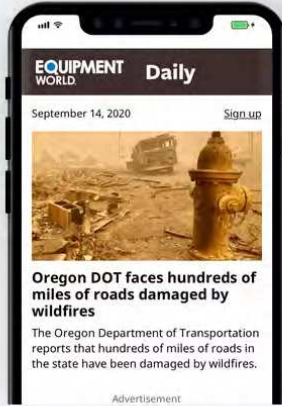 EQUIPMENT
WORLD
Daily
September 14, 2020
Sign up
Oregon DOT faces hundreds of
miles of roads damaged by
wildfires
The Oregon Department of Transportation
reports that hundreds of miles of roads in
the state have been damaged by wildfires.
Advertisement